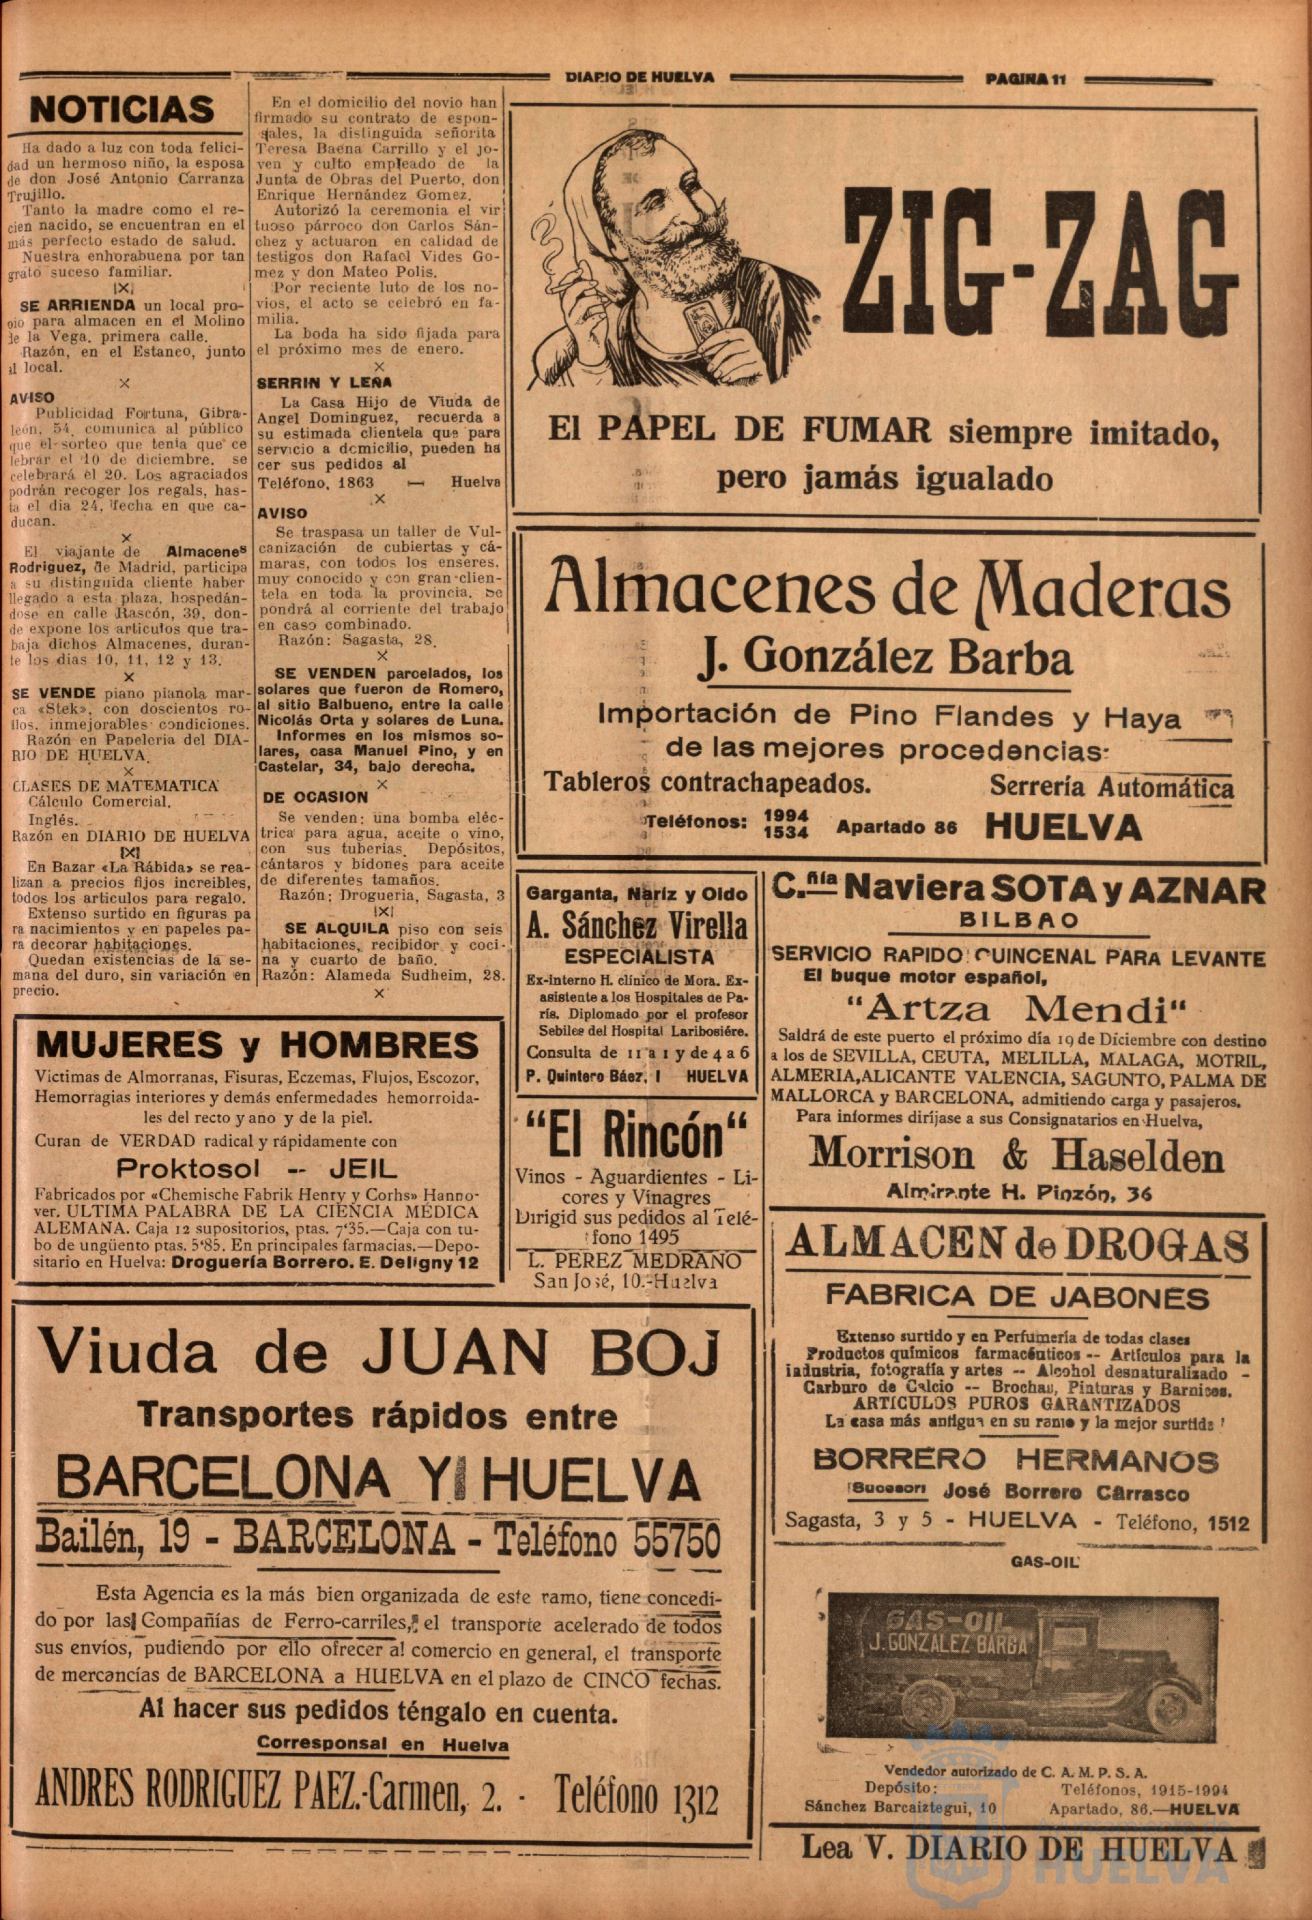 DIARIO DE HUELVA
PAGINA 11
NOTICIAS
Ha dado a luz con toda felici-
dad un hermoso niño, la esposa
de don José Antonio Carranza
Trujillo.
Tanto la madre como el re-
cien nacido, se encuentran en el
más perfecto estado de salud.
Nuestra enhorabuena por tan
grato suceso familiar.
SE ARRIENDA un local pro-
pio para almacen en el Molino
de la Vega, primera calle.
Razón, en el Estanco, junto
al local.
AVISO
Publicidad Fortuna, Gibra-
león, 54, comunica al público
que el sorteo que tenia que ce
lebrar el 10 de diciembre, se
celebrará el 20. Los agraciados
podrán recoger los regals, has-
ta el dia 24, fecha en que ca-
ducan.
El viajante de Almacenes
Rodriguez, de Madrid, participa
a su distinguida cliente haber
llegado a esta plaza, hospedán-
dose en calle Rascón, 39, don-
de expone los articulos que tra-
baja dichos Almacenes, duran-
te los dias 10, 11, 12 y 13.
SE VENDE piano pianola mar-
ca «Stek», con doscientos ro-
llos, inmejorables condiciones.
Razon en Papeleria del DIA-
RIO DE HUELVA.
CLASES DE MATEMATICA
Cálculo Comercial.
Inglés.
Razón en DIARIO DE HUELVA
En Bazar «La Rábida» se rea-
lizan a precios fijos increibles,
todos los articulos para regalo.
Extenso surtido en figuras pa
ra nacimientos y en papeles pa-
ra decorar habitaciones.
Quedan existencias de la se-
mana del duro, sin variación en
precio.
En el domicilio del novio han
firmado su contrato de espon-
sales, la distinguida señorita
Teresa Baena Carrillo y el jo-
ven y culto empleado de la
Junta de Obras del Puerto, don
Enrique Hernández Gomez.
Autorizó la ceremonia el vir
tuoso párroco don Carlos Sán-
chez y actuaron en calidad de
testigos don Rafael Vides Go-
mez y don Mateo Polis.
Por reciente luto de los no-
vios, el acto se celebró en fa-
milia.
La boda ha sido fijada para
el próximo mes de enero.
SERRIN Y LEÑA
La Casa Hijo de Viuda de
Angel Dominguez, recuerda a
su estimada clientela que para
servicio a domicilio, pueden ha
cer sus pedidos al
Teléfono, 1863 — Huelva
AVISO
Se traspasa un taller de Vul-
canización de cubiertas y cá-
maras, con todos los enseres,
muy conocido y con gran clien-
tela en toda la provincia. Se
pondrá al corriente del trabajo
en caso combinado.
Razón: Sagasta, 28.
SE VENDEN parcelados, los
solares que fueron de Romero,
al sitio Balbueno, entre la calle
Nicolás Orta y solares de Luna.
Informes en los mismos so-
lares, casa Manuel Pino, y en
Castelar, 34, bajo derecha.
DE OCASION
Se venden: una bomba eléc-
trica para agua, aceite o vino,
con sus tuberias. Depósitos,
cántaros y bidones para aceite
de diferentes tamaños.
Razón: Drogueria, Sagasta, 3
SE ALQUILA piso con seis
habitaciones, recibidor y coci-
na y cuarto de baño.
Razón: Alameda Sudheim, 28.
ZIG-ZAG
El PAPEL DE FUMAR siempre imitado,
pero jamás igualado
Almacenes de Maderas
J. González Barba
Importación de Pino Flandes y Haya
de las mejores procedencias:
Tableros contrachapeados. Serrería Automática
Teléfonos: 1994
1534
Apartado 86 HUELVA
Garganta, Nariz y Oido
A. Sánchez Virella
ESPECIALISTA
Ex-interno H. clínico de Mora. Ex-
asistente a los Hospitales de Pa-
rís. Diplomado por el profesor
Sebileo del Hospital Laribosiére.
Consulta de 11 a 1 y de 4 a 6
P. Quintero Báez, 1 HUELVA
"El Rincón"
Vinos - Aguardientes - Li-
cores y Vinagres
Dirigid sus pedidos al Telé-
fono 1495
L. PEREZ MEDRANO
San José, 10.-Huelva
C.ñía Naviera SOTA y AZNAR
BILBAO
SERVICIO RAPIDO QUINCENAL PARA LEVANTE
El buque motor español,
"Artza Mendi"
Saldrá de este puerto el próximo día 19 de Diciembre con destino
a los de SEVILLA, CEUTA, MELILLA, MALAGA, MOTRIL,
ALMERIA, ALICANTE VALENCIA, SAGUNTO, PALMA DE
MALLORCA y BARCELONA, admitiendo carga y pasajeros.
Para informes diríjase a sus Consignatarios en Huelva,
Morrison & Haselden
Almirante H. Pinzón, 36
MUJERES y HOMBRES
Victimas de Almorranas, Fisuras, Eczemas, Flujos, Escozor,
Hemorragias interiores y demás enfermedades hemorroida-
les del recto y ano y de la piel.
Curan de VERDAD radical y rápidamente con
Proktosol -- JEIL
Fabricados por «Chemische Fabrik Henry y Corhs» Hanno-
ver. ULTIMA PALABRA DE LA CIENCIA MÉDICA
ALEMANA. Caja 12 supositorios, ptas. 7'35.—Caja con tu-
bo de ungüento ptas. 5'85. En principales farmacias.—Depo-
sitario en Huelva: Droguería Borrero. E. Deligny 12
ALMACEN de DROGAS
FABRICA DE JABONES
Extenso surtido y en Perfumería de todas clases
Productos químicos farmacéuticos -- Artículos para la
industria, fotografía y artes -- Alcohol desnaturalizado -
Carburo de Calcio -- Brochas, Pinturas y Barnices.
ARTICULOS PUROS GARANTIZADOS
La casa más antigua en su ramo y la mejor surtida
BORRERO HERMANOS
Sucesor: José Borrero Carrasco
Sagasta, 3 y 5 - HUELVA - Teléfono, 1512
Viuda de JUAN BOJ
Transportes rápidos entre
BARCELONA Y HUELVA
Bailén, 19 - BARCELONA - Teléfono 55750
Esta Agencia es la más bien organizada de este ramo, tiene concedi-
do por las Compañías de Ferro-carriles, el transporte acelerado de todos
sus envíos, pudiendo por ello ofrecer al comercio en general, el transporte
de mercancías de BARCELONA a HUELVA en el plazo de CINCO fechas.
Al hacer sus pedidos téngalo en cuenta.
Corresponsal en Huelva
ANDRES RODRIGUEZ PAEZ.-Carmen, 2. - Teléfono 1312
GAS-OIL
GAS-OIL
J. GONZALEZ BARBA
Vendedor autorizado de C. A. M. P. S. A.
Depósito: Teléfonos, 1915-1994
Sánchez Barcaiztegui, 10 Apartado, 86.—HUELVA
Lea V. DIARIO DE HUELVA
Ayuntamiento de
HUELVA